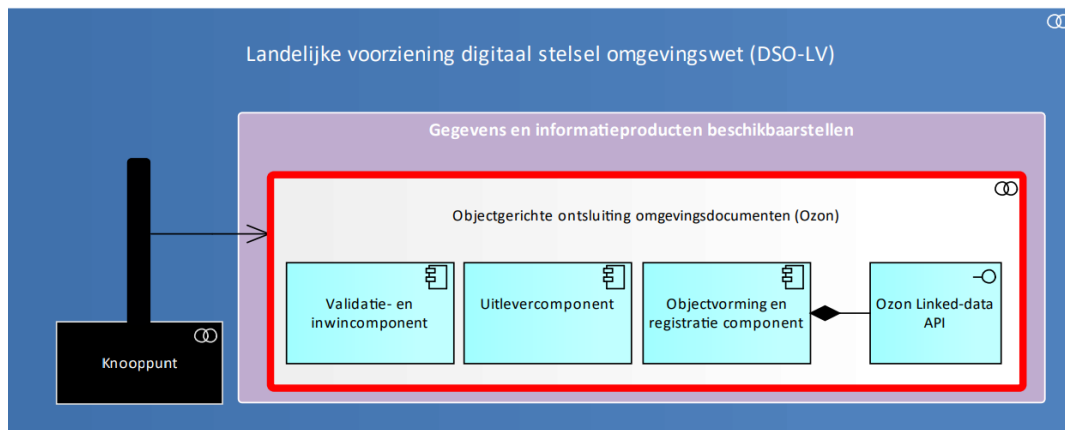 Landelijke voorziening digitaal stelsel omgevingswet (DSO-LV)
Gegevens en informatieproducten beschikbaarstellen
Objectgerichte ontsluiting omgevingsdocumenten (Ozon)
Validatie- en
inwincomponent
Uitlevercomponent
Objectvorming en
registratie component
Ozon Linked-data
API
Knooppunt